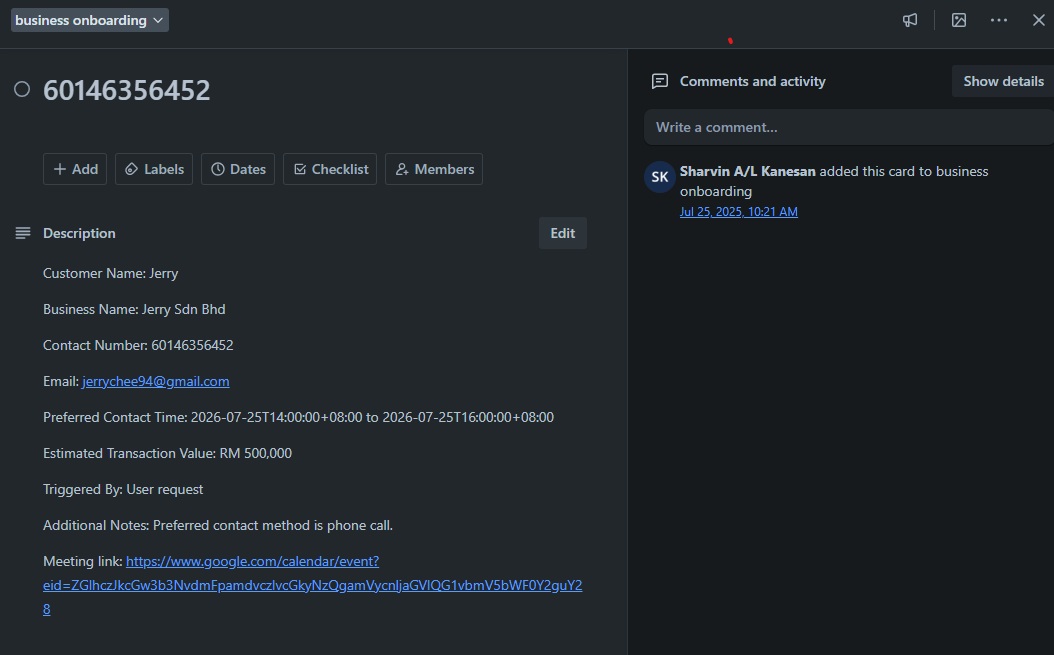 business onboarding
60146356452
Add Labels Dates Checklist Members
Description
Edit
Customer Name: Jerry
Business Name: Jerry Sdn Bhd
Contact Number: 60146356452
Email: jerrychee94@gmail.com
Preferred Contact Time: 2026-07-25T14:00:00+08:00 to 2026-07-25T16:00:00+08:00
Estimated Transaction Value: RM 500,000
Triggered By: User request
Additional Notes: Preferred contact method is phone call.
Meeting link: https://www.google.com/calendar/event?
eid=ZGlhczJkcGw3b3NvdmFpamdvczlvcGkyNzQgamVycnljaGVlQG1vbmV5bWF0Y2guY2
8
Comments and activity
Show details
Write a comment...
SK
Sharvin A/L Kanesan added this card to business
onboarding
Jul 25, 2025, 10:21 AM